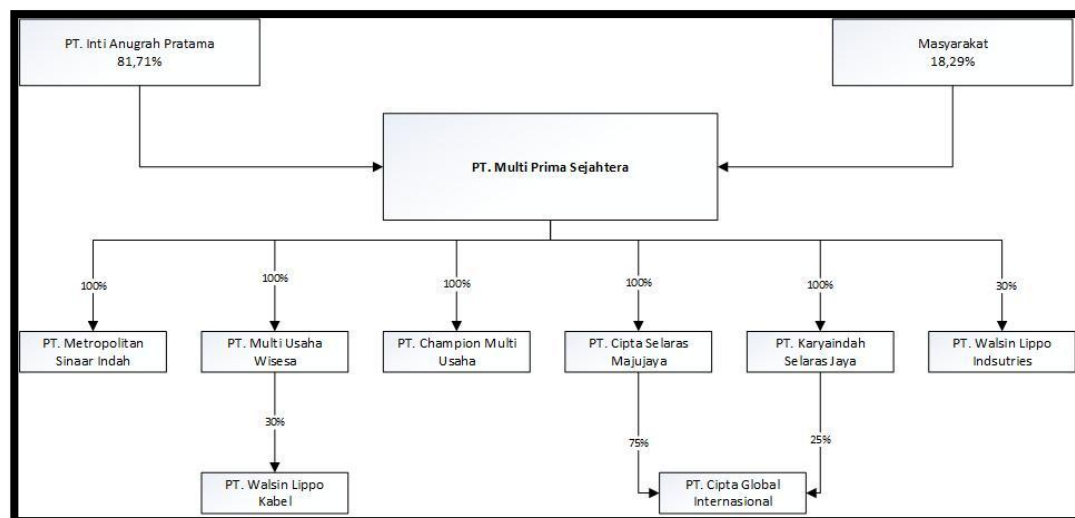 PT. Inti Anugrah Pratama
81,71%
Masyarakat
18,29%
PT. Multi Prima Sejahtera
100%
100%
100%
100%
100%
30%
PT. Metropolitan
Sinaar Indah
PT. Multi Usaha
Wisesa
PT. Champion Multi
Usaha
PT. Cipta Selaras
Majujaya
PT. Karyaindah
Selaras Jaya
PT. Walsin Lippo
Indsutries
30%
75%
25%
PT. Walsin Lippo
Kabel
PT. Cipta Global
Internasional